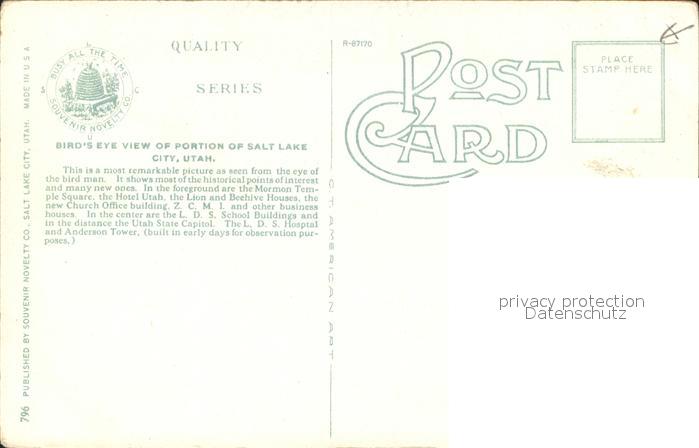 QUALITY
SERIES
R-87170
POST
CARD
PLACE
STAMP HERE
BUSY ALL THE TIME
S C
L
U
SOUVENIR NOVELTY CO.
BIRD'S EYE VIEW OF PORTION OF SALT LAKE
CITY, UTAH.
This is a most remarkable picture as seen from the eye of
the bird man. It shows most of the historical points of interest
and many new ones. In the foreground are the Mormon Tem-
ple Square, the Hotel Utah, the Lion and Beehive Houses, the
new Church Office building, Z. C. M. I. and other business
houses. In the center are the L. D. S. School Buildings and
in the distance the Utah State Capitol. The L. D. S. Hosptal
and Anderson Tower, (built in early days for observation pur-
poses.)
796 PUBLISHED BY SOUVENIR NOVELTY CO., SALT LAKE CITY, UTAH. MADE IN U S A
AMERICAN ART
privacy protection
Datenschutz